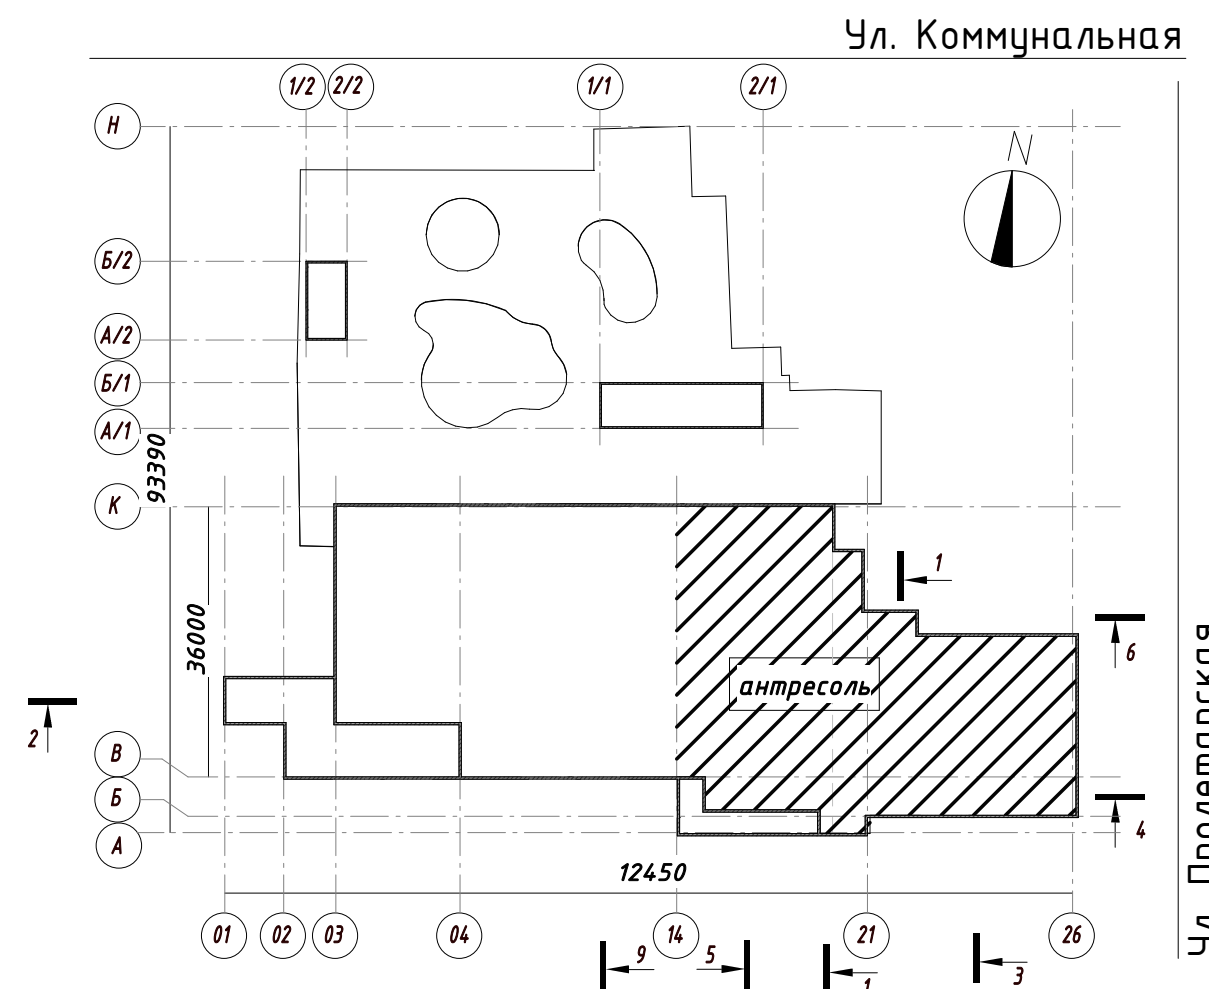 Ул. Коммунальная
1/2 2/2 1/1 2/1
Н
N
Б/2
А/2
Б/1
А/1
93390
К
1
36000
6
антресоль
2
В
Б
4
А
12450
01 02 03 04 14 21 26
9 5 1 3
Ул. Пролетарская